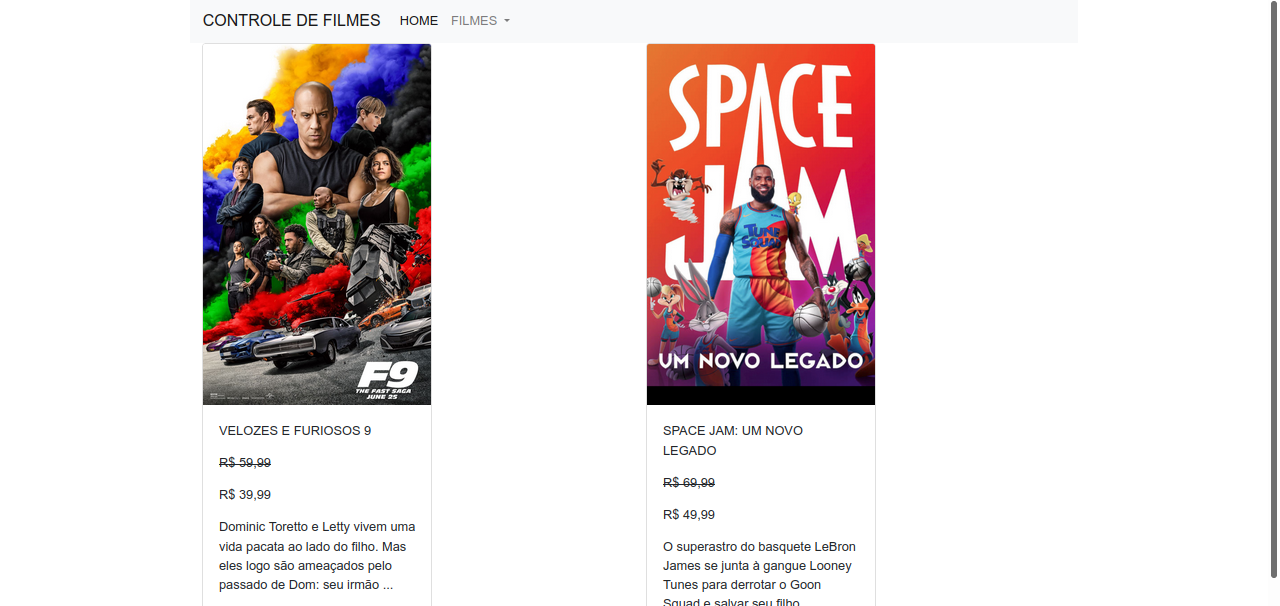 CONTROLE DE FILMES HOME FILMES
F9
THE FAST SAGA
JUNE 25
VELOZES E FURIOSOS 9
R$ 59,99
R$ 39,99
Dominic Toretto e Letty vivem uma
vida pacata ao lado do filho. Mas
eles logo são ameaçados pelo
passado de Dom: seu irmão ...
SPACE
JAM
TUNE
SQUAD
UM NOVO LEGADO
SPACE JAM: UM NOVO
LEGADO
R$ 69,99
R$ 49,99
O superastro do basquete LeBron
James se junta à gangue Looney
Tunes para derrotar o Goon
Squad e salvar seu filho